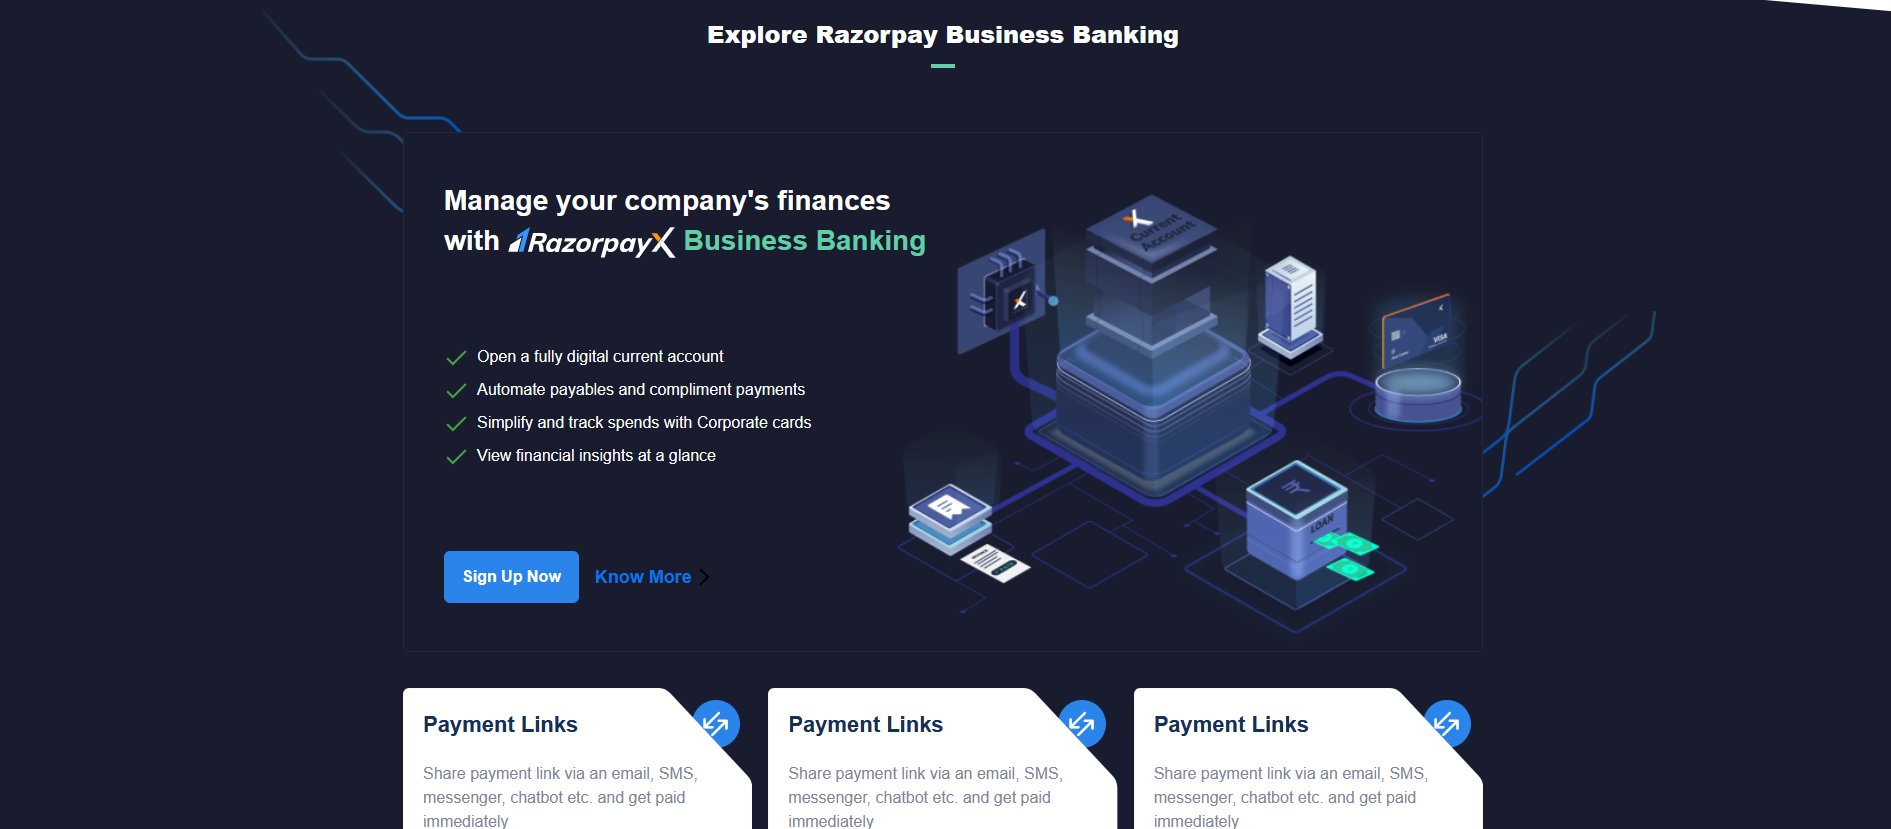 Explore Razorpay Business Banking
Manage your company's finances
with RazorpayX Business Banking
Current
Account
Open a fully digital current account
Automate payables and compliment payments
Simplify and track spends with Corporate cards
View financial insights at a glance
VISA
LOAN
Sign Up Now Know More
Payment Links
Share payment link via an email, SMS,
messenger, chatbot etc. and get paid
immediately
Payment Links
Share payment link via an email, SMS,
messenger, chatbot etc. and get paid
immediately
Payment Links
Share payment link via an email, SMS,
messenger, chatbot etc. and get paid
immediately